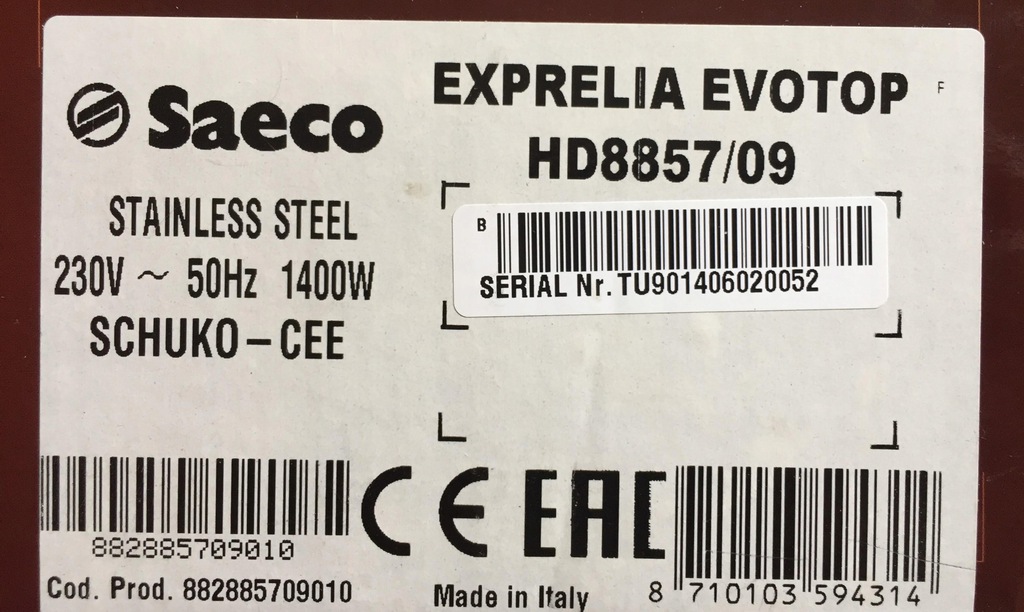 Saeco
EXPRELIA EVOTOP
F
HD8857/09
STAINLESS STEEL
230V ~ 50Hz 1400W
SCHUKO-CEE
B
SERIAL Nr. TU901406020052
882885709010
Cod. Prod. 882885709010
CE EAC
Made in Italy
8 710103 594314